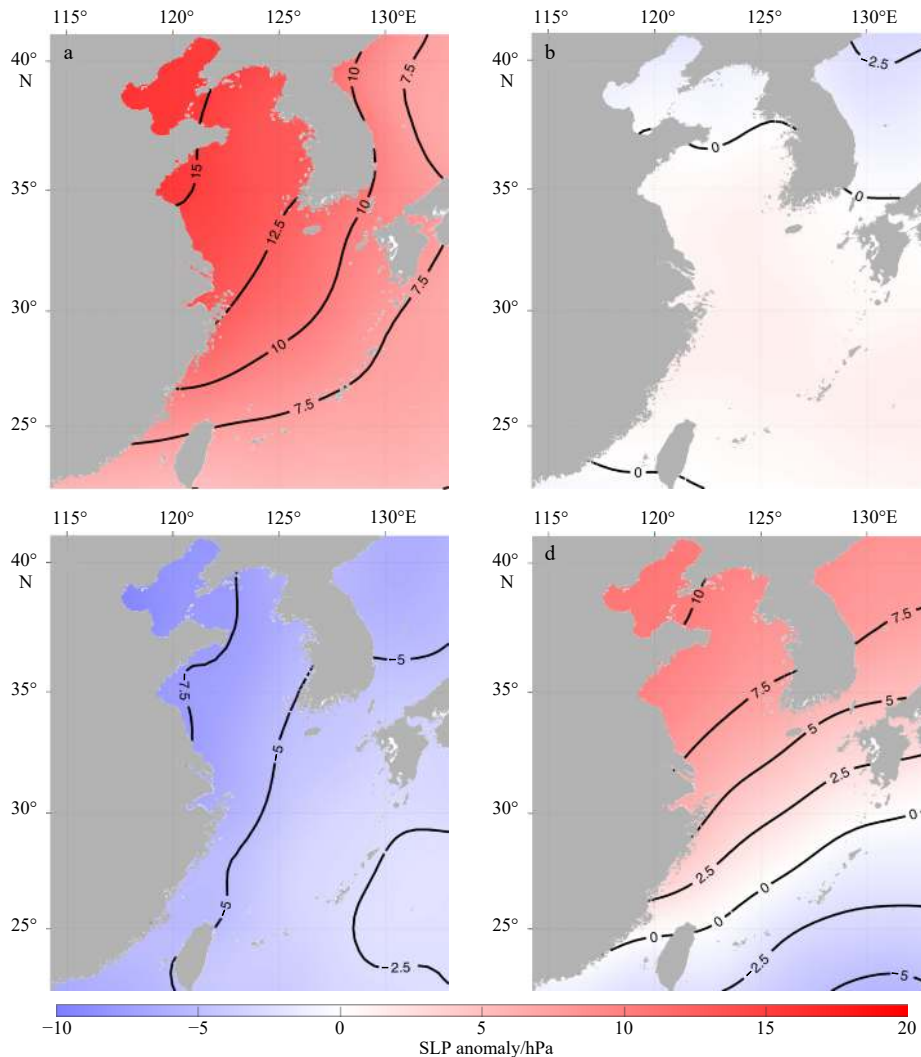 115° 120° 125° 130°E 115° 120° 125° 130°E
a b
40° N 35° 30° 25°
15 12.5 10 10 10 7.5 7.5 7.5
40° N 35° 30° 25°
−2.5 0 0 0
115° 120° 125° 130°E 115° 120° 125° 130°E
d
40° N 35° 30° 25°
−7.5 −5 −5 −5 −2.5
40° N 35° 30° 25°
10 7.5 7.5 5 5 2.5 2.5 0 0 0 0 −2.5 −5
−10 −5 0 5 10 15 20
SLP anomaly/hPa